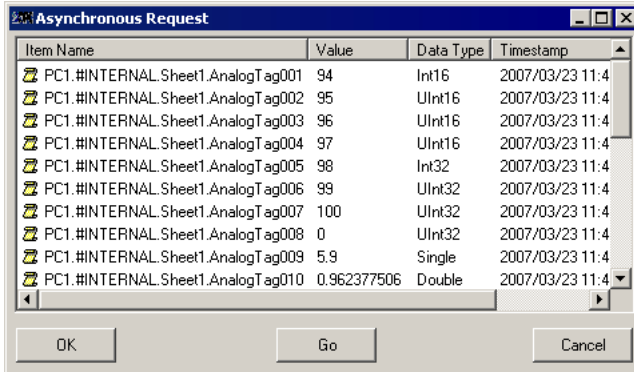 Asynchronous Request
Item Name Value Data Type Timestamp
PC1.#INTERNAL.Sheet1.AnalogTag001 94 Int16 2007/03/23 11:4
PC1.#INTERNAL.Sheet1.AnalogTag002 95 UInt16 2007/03/23 11:4
PC1.#INTERNAL.Sheet1.AnalogTag003 96 UInt16 2007/03/23 11:4
PC1.#INTERNAL.Sheet1.AnalogTag004 97 UInt16 2007/03/23 11:4
PC1.#INTERNAL.Sheet1.AnalogTag005 98 Int32 2007/03/23 11:4
PC1.#INTERNAL.Sheet1.AnalogTag006 99 UInt32 2007/03/23 11:4
PC1.#INTERNAL.Sheet1.AnalogTag007 100 UInt32 2007/03/23 11:4
PC1.#INTERNAL.Sheet1.AnalogTag008 0 UInt32 2007/03/23 11:4
PC1.#INTERNAL.Sheet1.AnalogTag009 5.9 Single 2007/03/23 11:4
PC1.#INTERNAL.Sheet1.AnalogTag010 0.962377506 Double 2007/03/23 11:4
OK Go Cancel